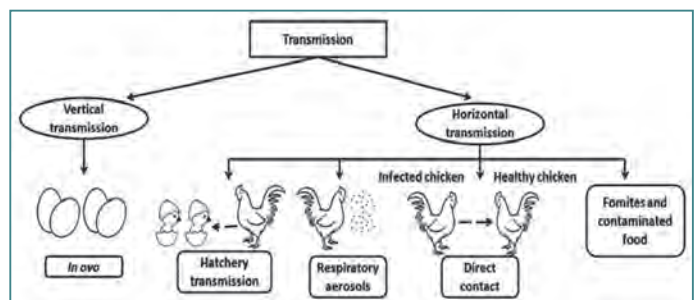 Transmission
Vertical
transmission
Horizontal
transmission
Infected chicken
Healthy chicken
In ovo
Hatchery
transmission
Respiratory
aerosols
Direct
contact
Fomites and
contaminated
food